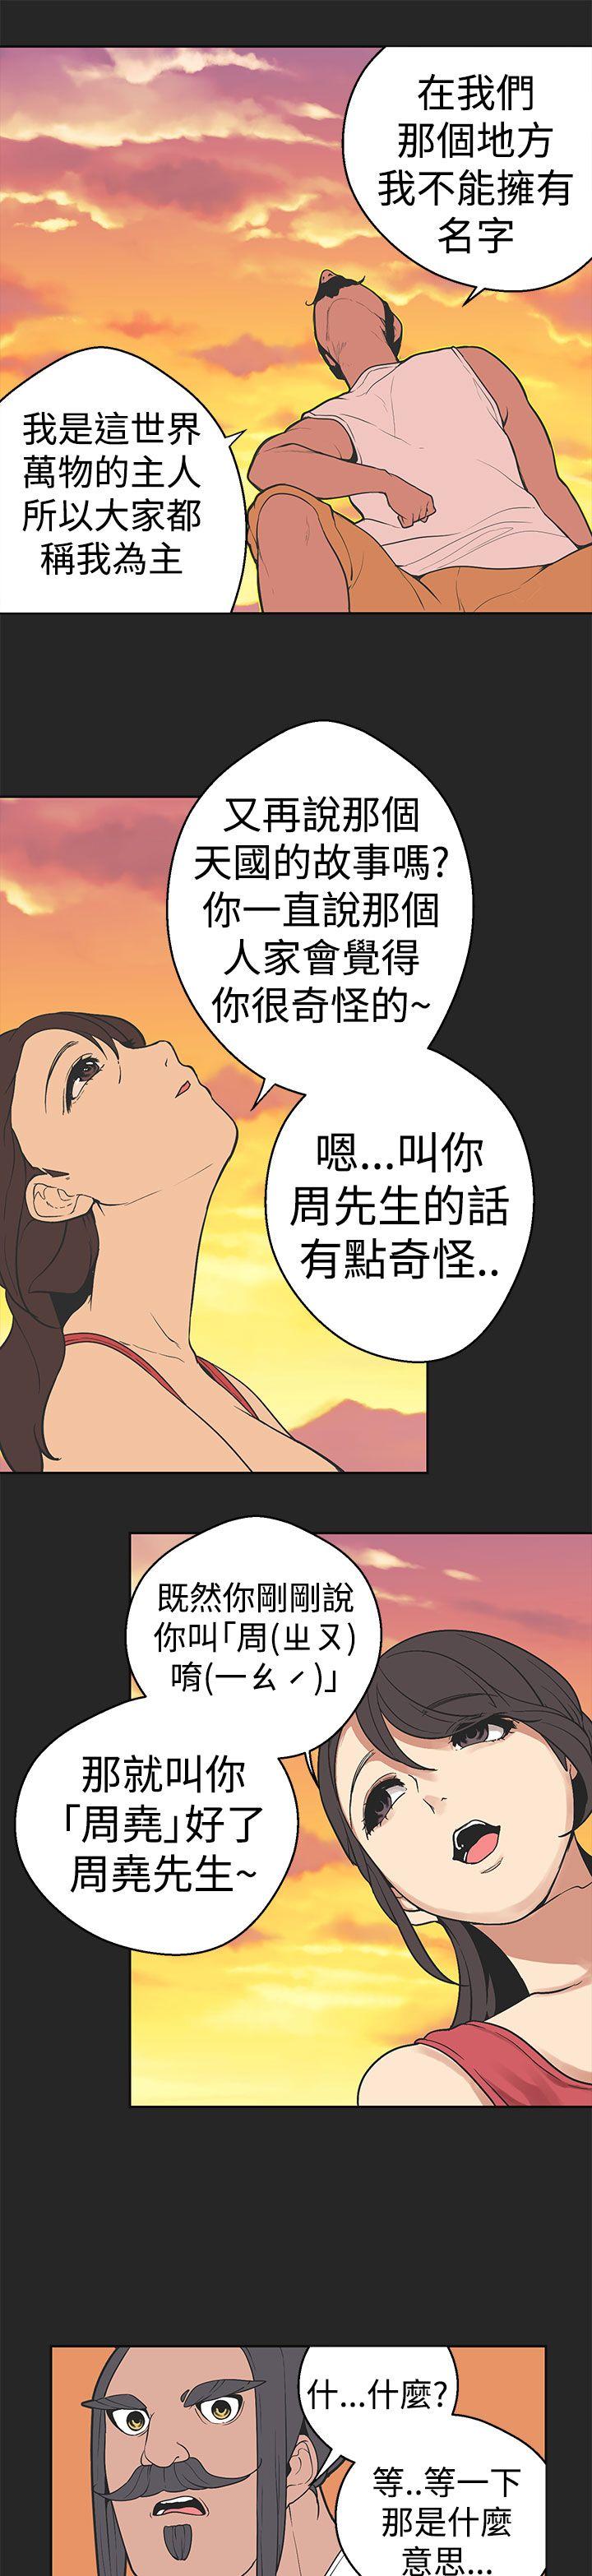 在我們
那個地方
我不能擁有
名字
我是這世界
萬物的主人
所以大家都
稱我為主
又再說那個
天國的故事嗎?
你一直說那個
人家會覺得
你很奇怪的~
嗯...叫你
周先生的話
有點奇怪..
既然你剛剛說
你叫「周(ㄓㄡ)
唷(ㄧㄠˊ)」
那就叫你
「周堯」好了
周堯先生~
什...什麼?
等..等一下
那是什麼
意思...